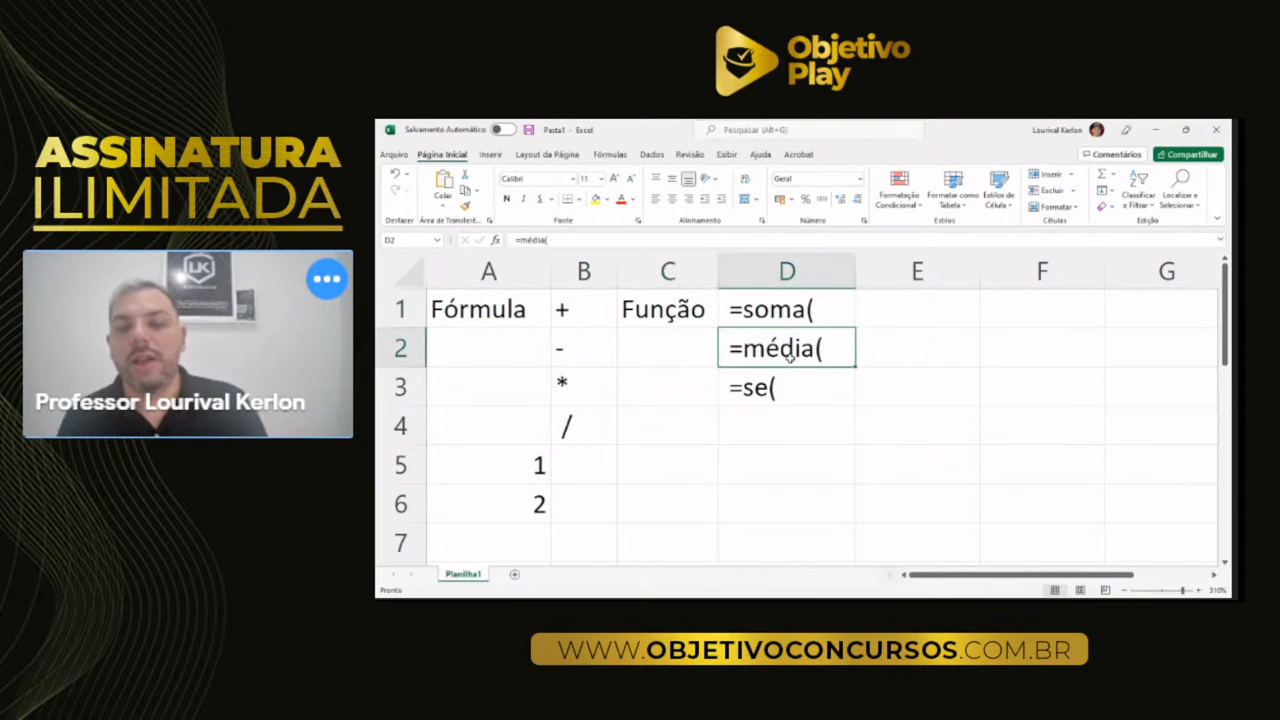 Objetivo
Play
ASSINATURA
ILIMITADA
LK
Professor Lourival Kerlon
Salvamento Automático
Pasta1 - Excel
Pesquisar (Alt+G)
Lourival Kerlon
Arquivo Página Inicial Inserir Layout da Página Fórmulas Dados Revisão Exibir Ajuda Acrobat
Comentários Compartilhar
Colar
Calibri 11
N I S
Geral
Formatação Condicional
Formatar como Tabela
Estilos de Célula
Inserir
Excluir
Formatar
Classificar e Filtrar
Localizar e Selecionar
Desfazer Área de Transferê... Fonte Alinhamento Número Estilos Células Edição
D2 fx =média(
A B C D E F G
1 Fórmula + Função =soma(
2 - =média(
3 * =se(
4 /
5 1
6 2
7
Planilha1
Pronto
310%
WWW.OBJETIVOCONCURSOS.COM.BR